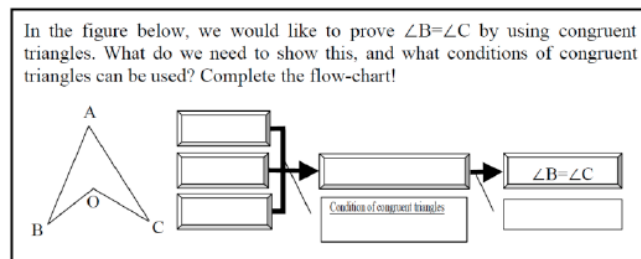 In the figure below, we would like to prove ∠B=∠C by using congruent
triangles. What do we need to show this, and what conditions of congruent
triangles can be used? Complete the flow-chart!
A
O
B
C
∠B=∠C
Condition of congruent triangles